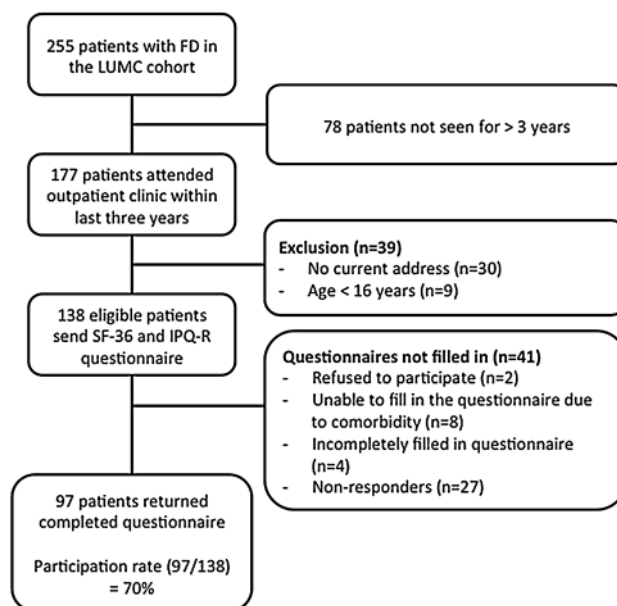 255 patients with FD in
the LUMC cohort
78 patients not seen for > 3 years
177 patients attended
outpatient clinic within
last three years
Exclusion (n=39)
- No current address (n=30)
- Age < 16 years (n=9)
138 eligible patients
send SF-36 and IPQ-R
questionnaire
Questionnaires not filled in (n=41)
- Refused to participate (n=2)
- Unable to fill in the questionnaire due
to comorbidity (n=8)
- Incompletely filled in questionnaire
(n=4)
- Non-responders (n=27)
97 patients returned
completed questionnaire
Participation rate (97/138)
= 70%